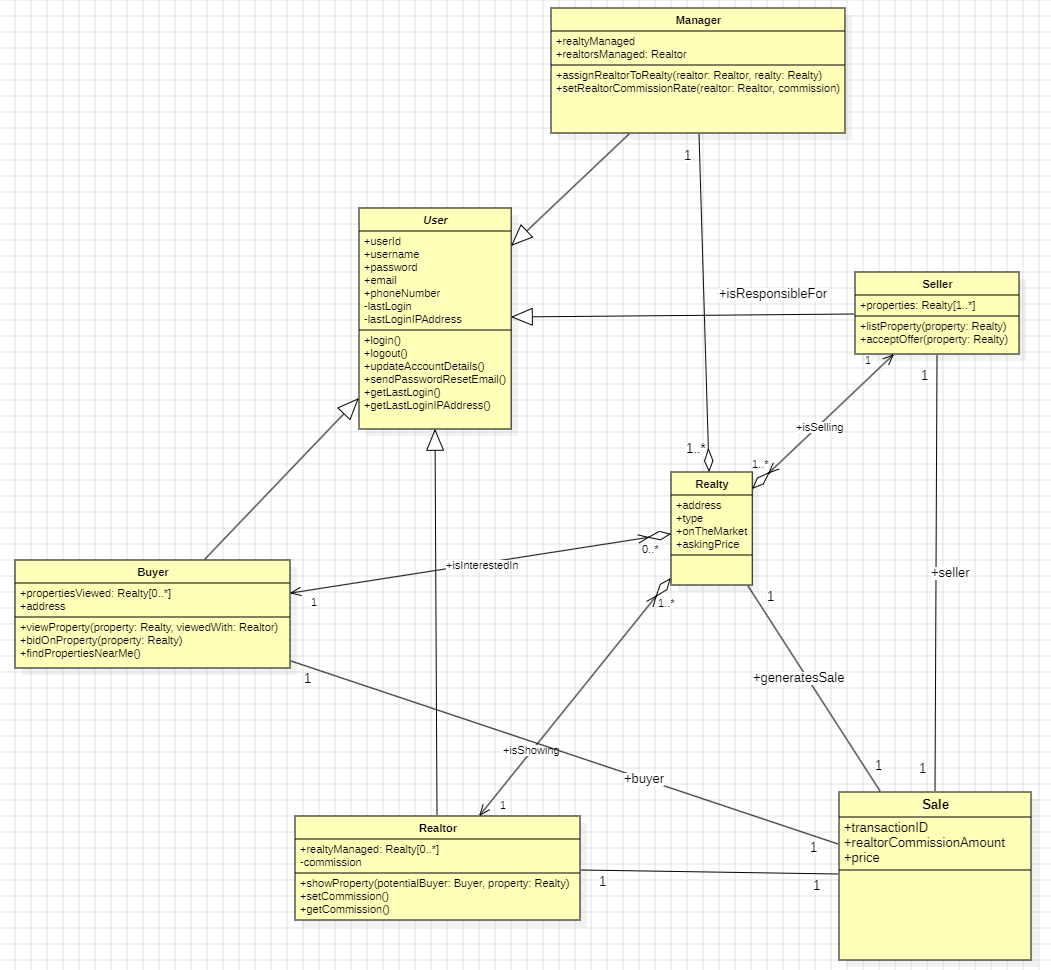 Manager
+realtyManaged
+realtorsManaged: Realtor
+assignRealtorToRealty(realtor: Realtor, realty: Realty)
+setRealtorCommissionRate(realtor: Realtor, commission)
1
User
+userId
+username
+password
+email
+phoneNumber
-lastLogin
-lastLoginIPAddress
+login()
+logout()
+updateAccountDetails()
+sendPasswordResetEmail()
+getLastLogin()
+getLastLoginIPAddress()
+isResponsibleFor
Seller
+properties: Realty[1..*]
+listProperty(property: Realty)
+acceptOffer(property: Realty)
1
1
+isSelling
1..*
1..*
Realty
+address
+type
+onTheMarket
+askingPrice
0..*
+isInterestedIn
1
1..*
1
+seller
Buyer
+propertiesViewed: Realty[0..*]
+address
+viewProperty(property: Realty, viewedWith: Realtor)
+bidOnProperty(property: Realty)
+findPropertiesNearMe()
1
+generatesSale
+isShowing
+buyer
1
1
1
Realtor
+realtyManaged: Realty[0..*]
-commission
+showProperty(potentialBuyer: Buyer, property: Realty)
+setCommission()
+getCommission()
1
1
1
Sale
+transactionID
+realtorCommissionAmount
+price